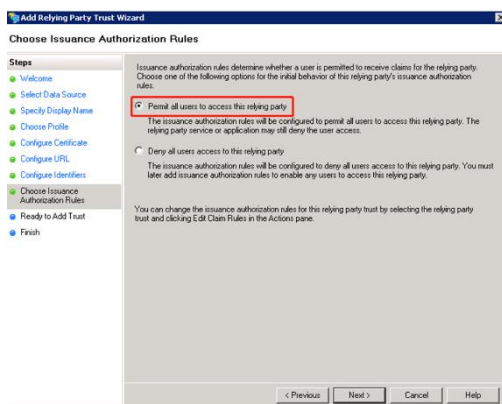 Add Relying Party Trust Wizard
Choose Issuance Authorization Rules
Steps
Welcome
Select Data Source
Specify Display Name
Choose Profile
Configure Certificate
Configure URL
Configure Identifiers
Choose Issuance
Authorization Rules
Ready to Add Trust
Finish
Issuance authorization rules determine whether a user is permitted to receive claims for the relying party.
Choose one of the following options for the initial behavior of this relying party's issuance authorization
rules.
Permit all users to access this relying party
The issuance authorization rules will be configured to permit all users to access this relying party. The
relying party service or application may still deny the user access.
Deny all users access to this relying party
The issuance authorization rules will be configured to deny all users access to this relying party. You must
later add issuance authorization rules to enable any users to access this relying party.
You can change the issuance authorization rules for this relying party trust by selecting the relying party
trust and clicking Edit Claim Rules in the Actions pane.
< Previous
Next >
Cancel
Help